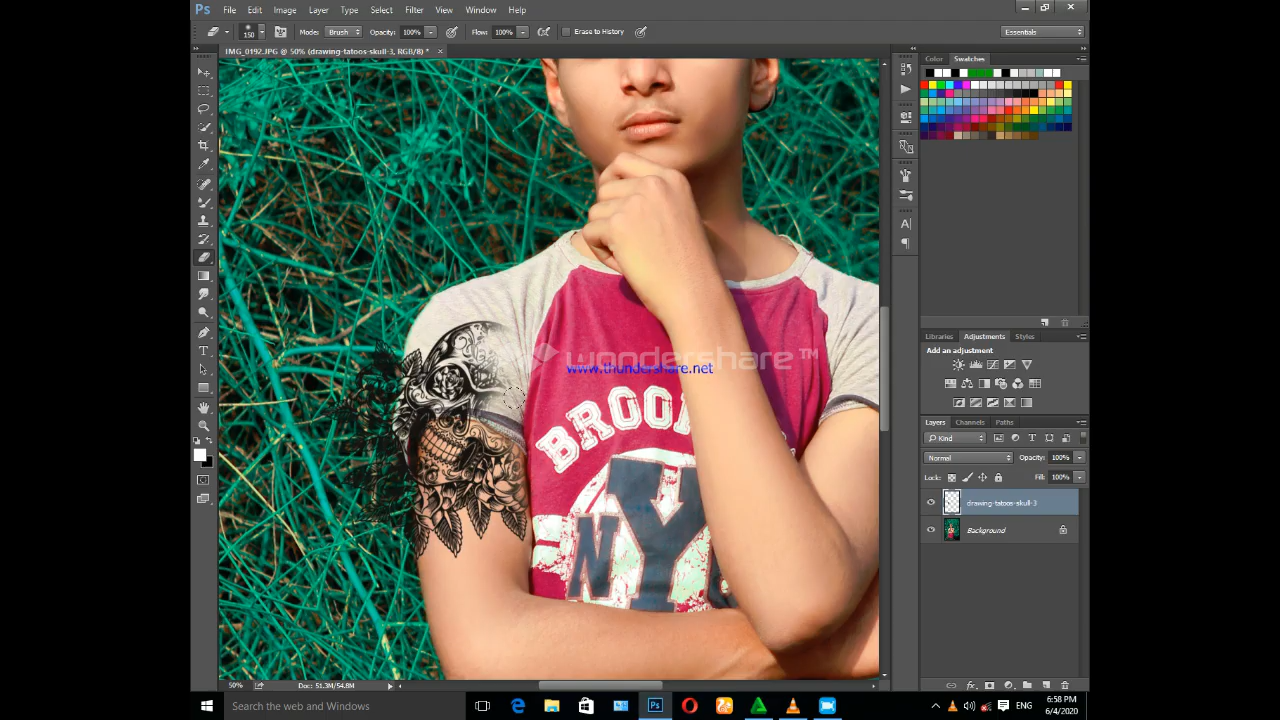 Ps File Edit Image Layer Type Select Filter View Window Help
150 Mode: Brush Opacity: 100% Flow: 100% Erase to History Essentials
IMG_0192.JPG @ 50% (drawing-tatoos-skull-3, RGB/8) * ×
Color Swatches
wondershare™
www.thundershare.net
BROO
NY
NY
Libraries Adjustments Styles
Add an adjustment
Layers Channels Paths
Kind
Normal Opacity: 100%
Lock: Fill: 100%
drawing-tatoos-skull-3
Background
50% Doc: 51.3M/54.8M
Search the web and Windows
ENG
6:58 PM
6/4/2020